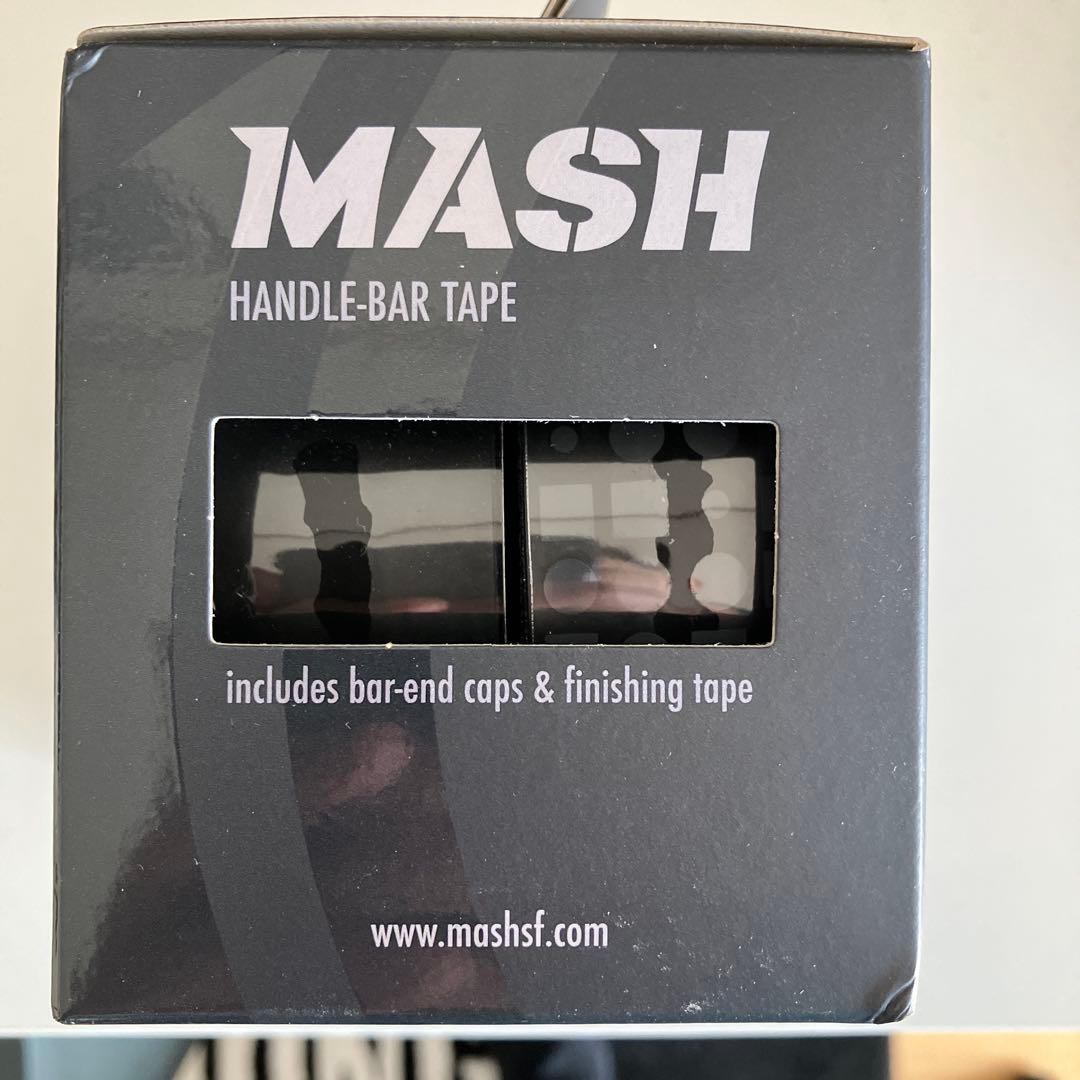 MASH
HANDLE-BAR TAPE
includes bar-end caps & finishing tape
www.mashsf.com